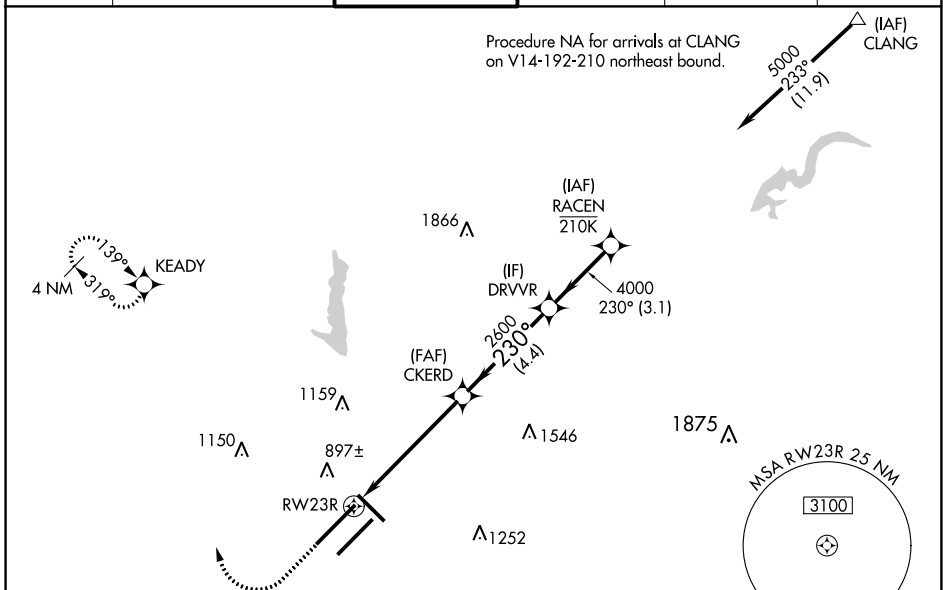 Procedure NA for arrivals at CLANG
on V14-192-210 northeast bound.
(IAF)
CLANG
5000
233°
(11.9)
(IAF)
RACEN
210K
1866
KEADY
139°
319°
4 NM
(IF)
DRVVR
4000
230° (3.1)
2600
230°
(4.4)
(FAF)
CKERD
1159
1150
897±
1546
1875
RW23R
1252
MSA RW23R 25 NM
3100